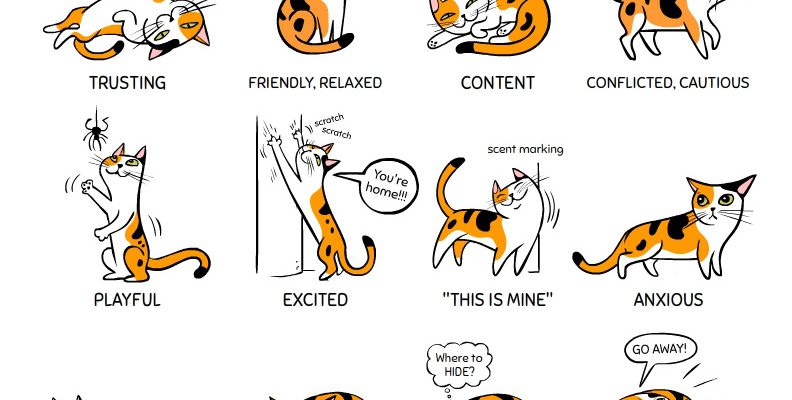 TRUSTING
FRIENDLY, RELAXED
CONTENT
CONFLICTED, CAUTIOUS
scratch
scratch
You're
home!!!
scent marking
PLAYFUL
EXCITED
"THIS IS MINE"
ANXIOUS
Where to
HIDE?
GO AWAY!